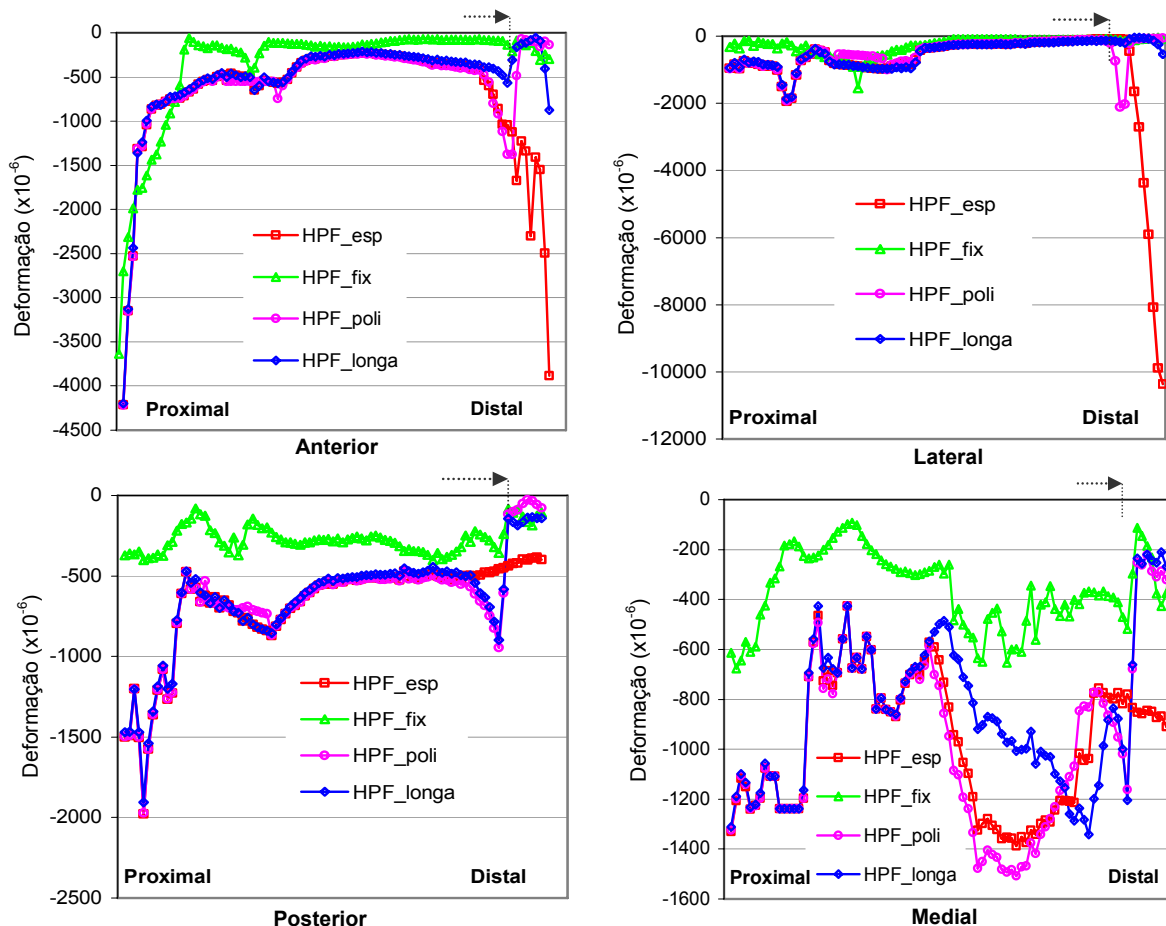 0
-500
-1000
-1500
-2000
-2500
-3000
-3500
-4000
-4500
Deformação (x10⁻⁶)
HPF_esp
HPF_fix
HPF_poli
HPF_longa
Proximal Distal
Anterior
0
-2000
-4000
-6000
-8000
-10000
-12000
Deformação (x10⁻⁶)
HPF_esp
HPF_fix
HPF_poli
HPF_longa
Proximal Distal
Lateral
0
-500
-1000
-1500
-2000
-2500
Deformação (x10⁻⁶)
HPF_esp
HPF_fix
HPF_poli
HPF_longa
Proximal Distal
Posterior
0
-200
-400
-600
-800
-1000
-1200
-1400
-1600
Deformação (x10⁻⁶)
HPF_esp
HPF_fix
HPF_poli
HPF_longa
Proximal Distal
Medial